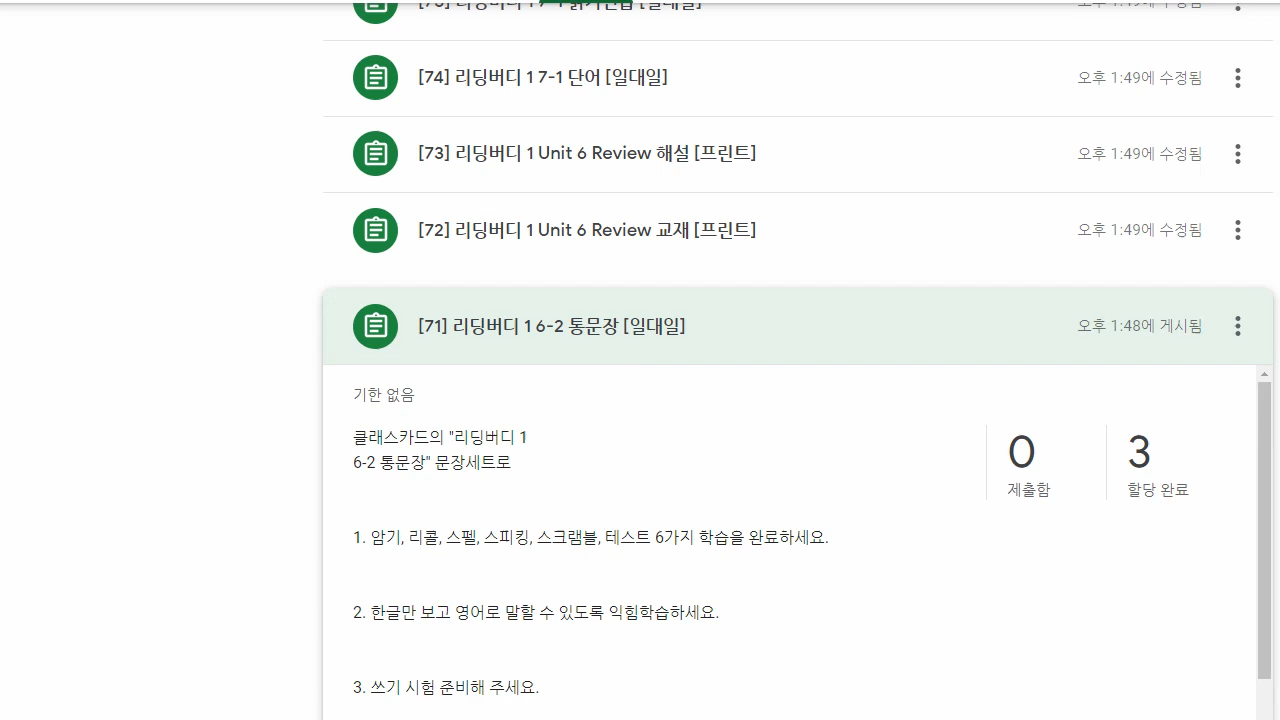 [74] 리딩버디 1 7-1 단어 [일대일]
오후 1:49에 수정됨
[73] 리딩버디 1 Unit 6 Review 해설 [프린트]
오후 1:49에 수정됨
[72] 리딩버디 1 Unit 6 Review 교재 [프린트]
오후 1:49에 수정됨
[71] 리딩버디 1 6-2 통문장 [일대일]
오후 1:48에 게시됨
기한 없음
클래스카드의 "리딩버디 1
6-2 통문장" 문장세트로
0
제출함
3
할당 완료
1. 암기, 리콜, 스펠, 스피킹, 스크램블, 테스트 6가지 학습을 완료하세요.
2. 한글만 보고 영어로 말할 수 있도록 익힘학습하세요.
3. 쓰기 시험 준비해 주세요.